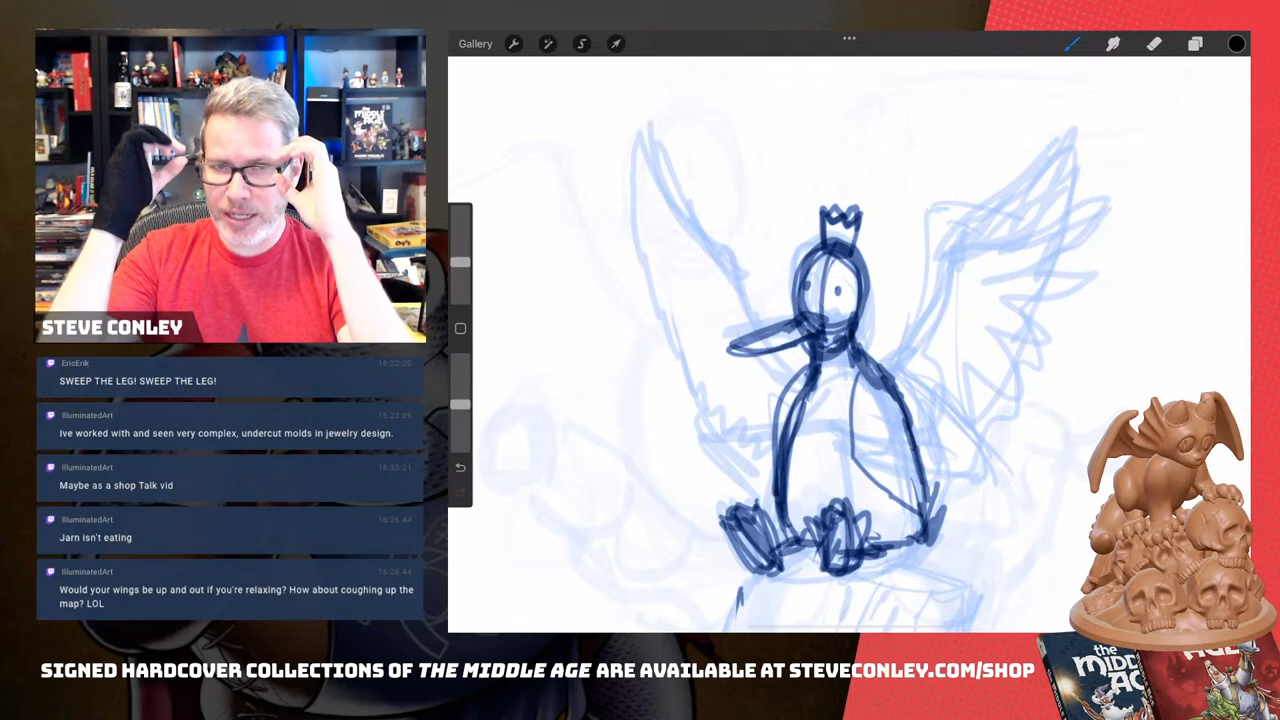 Gallery
the
MIDDLE
AGE
STEVE CONLEY
EricErik 16:22:20
SWEEP THE LEG! SWEEP THE LEG!
IlluminatedArt 16:23:09
Ive worked with and seen very complex, undercut molds in jewelry design.
IlluminatedArt 16:25:21
Maybe as a shop Talk vid
IlluminatedArt 16:28:44
Jarn isn't eating
IlluminatedArt 16:28:44
Would your wings be up and out if you're relaxing? How about coughing up the
map? LOL
SIGNED HARDCOVER COLLECTIONS OF THE MIDDLE AGE ARE AVAILABLE AT STEVECONLEY.COM/SHOP
the